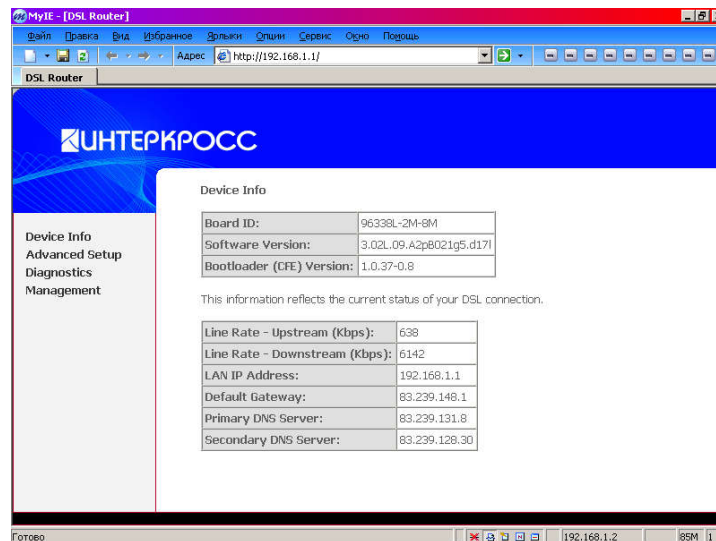 MyIE - [DSL Router]
Файл Правка Вид Избранное Ярлыки Опции Сервис Окно Помощь
Адрес http://192.168.1.1/
DSL Router
ИНТЕРКРОСС
Device Info
Board ID: 96338L-2M-8M
Software Version: 3.02L.09.A2pB021g5.d17l
Bootloader (CFE) Version: 1.0.37-0.8
Device Info
Advanced Setup
Diagnostics
Management
This information reflects the current status of your DSL connection.
Line Rate - Upstream (Kbps): 638
Line Rate - Downstream (Kbps): 6142
LAN IP Address: 192.168.1.1
Default Gateway: 83.239.148.1
Primary DNS Server: 83.239.131.8
Secondary DNS Server: 83.239.128.30
Готово 192.168.1.2 85M 1